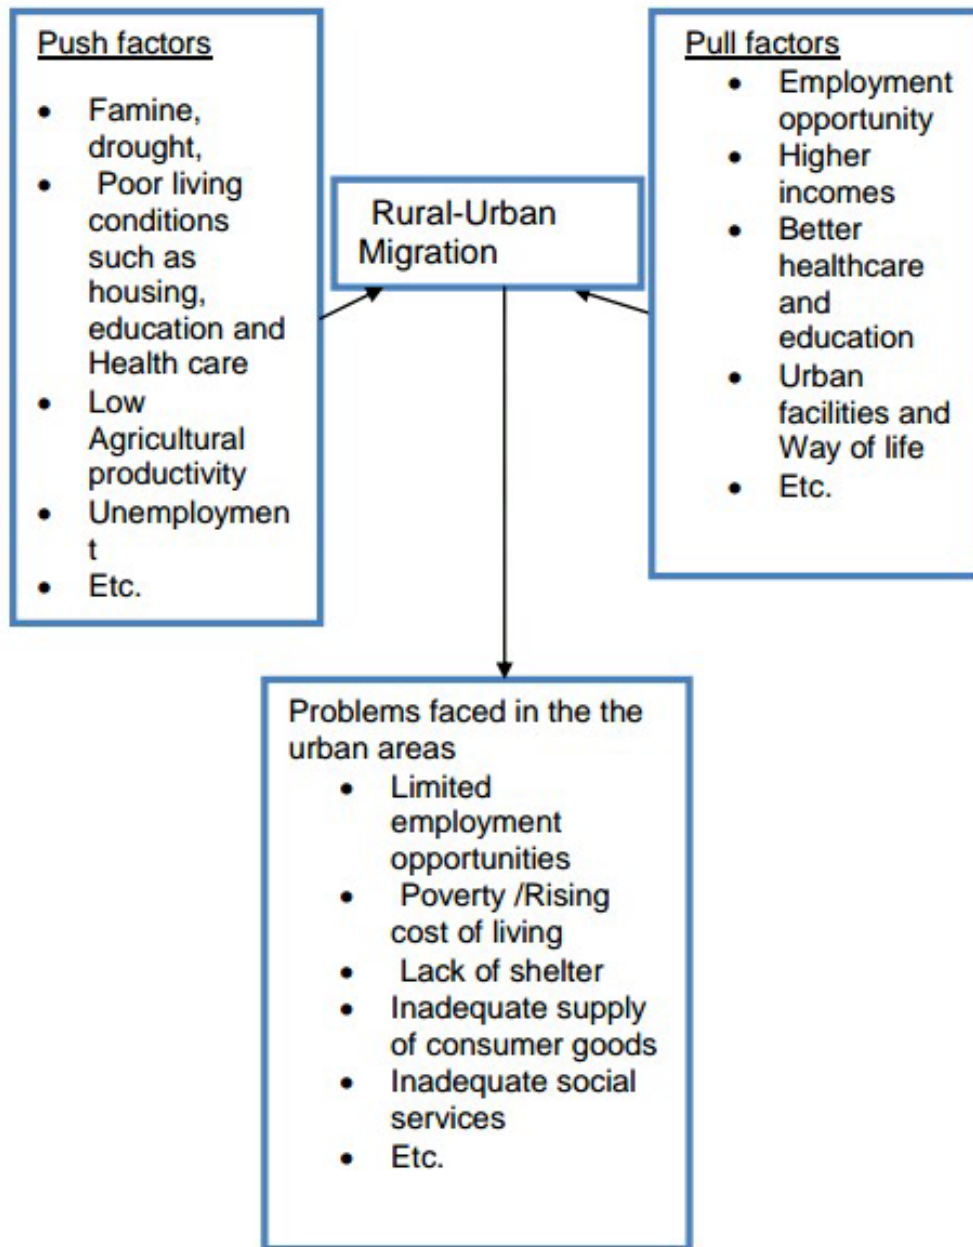 Push factors
• Famine,
drought,
• Poor living
conditions
such as
housing,
education and
Health care
• Low
Agricultural
productivity
• Unemploymen
t
• Etc.
Rural-Urban
Migration
Pull factors
• Employment
opportunity
• Higher
incomes
• Better
healthcare
and
education
• Urban
facilities and
Way of life
• Etc.
Problems faced in the the
urban areas
• Limited
employment
opportunities
• Poverty /Rising
cost of living
• Lack of shelter
• Inadequate supply
of consumer goods
• Inadequate social
services
• Etc.